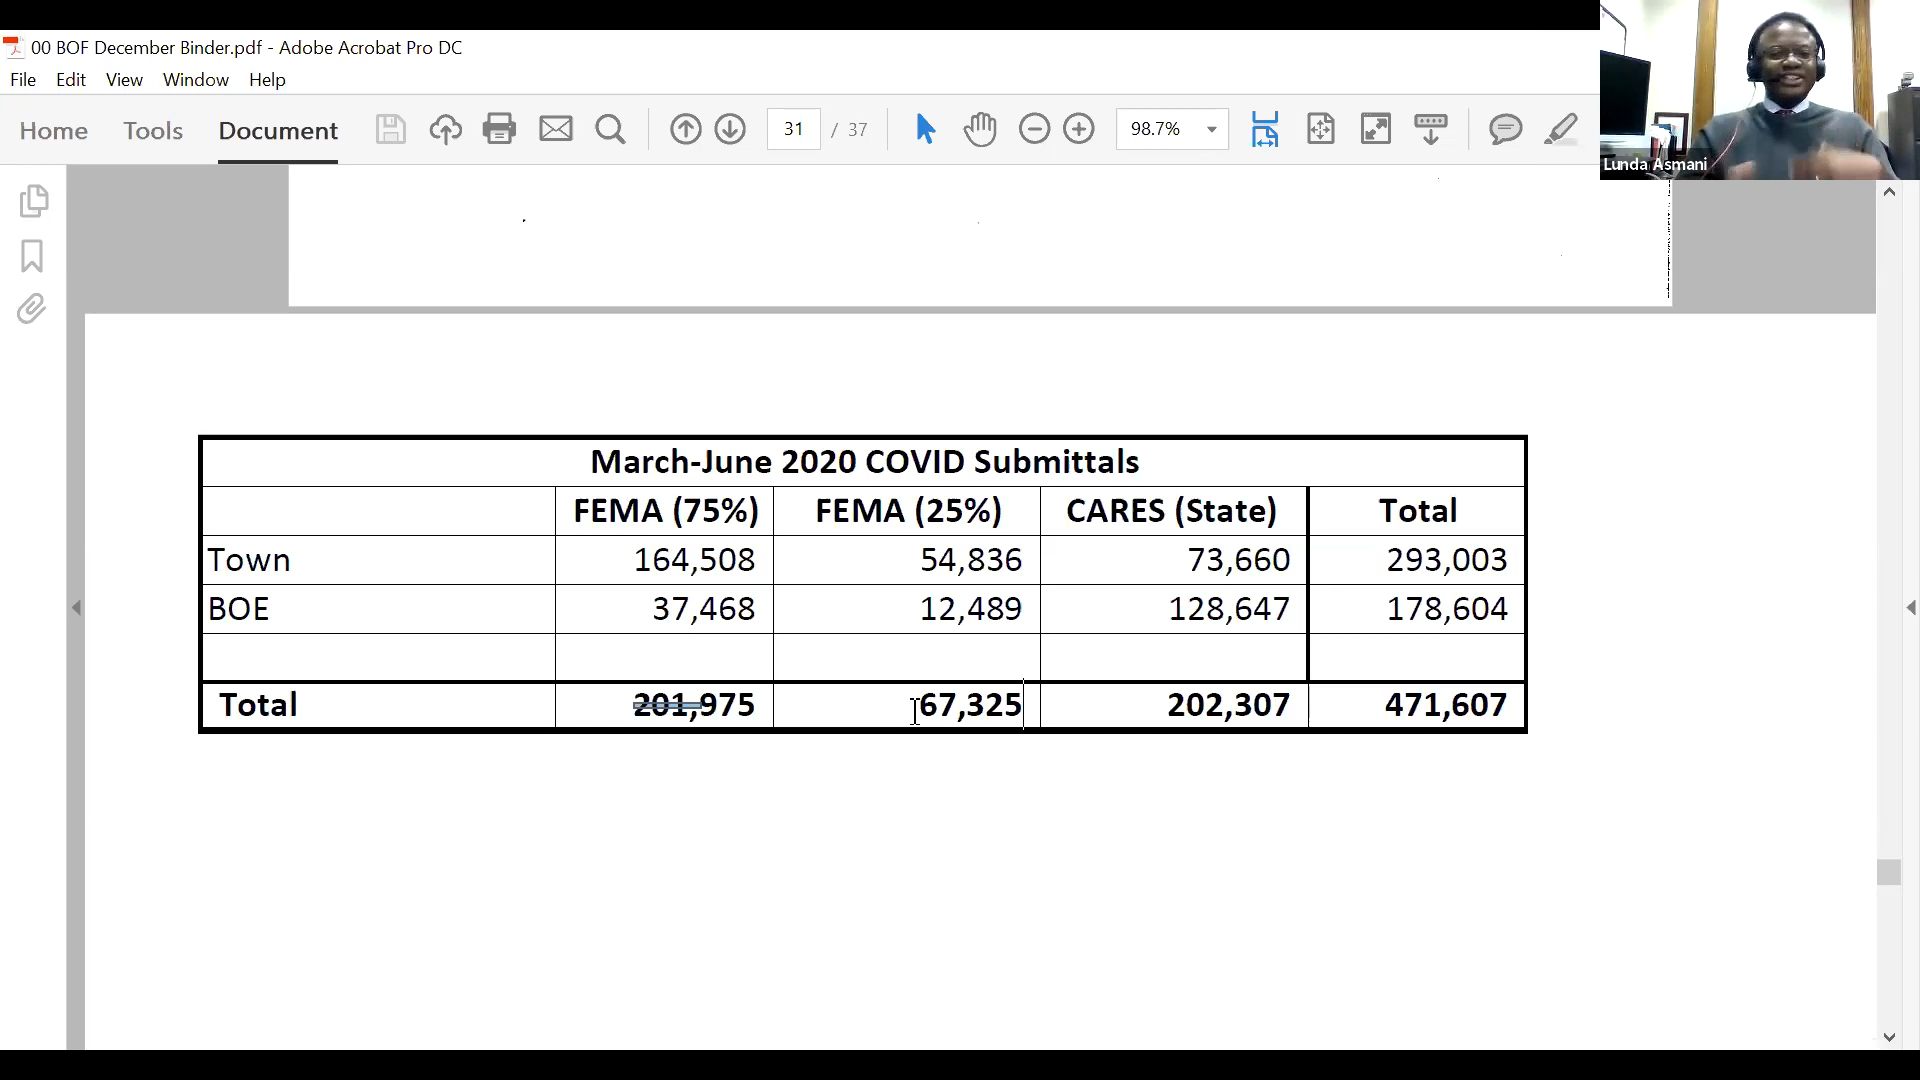 00 BOF December Binder.pdf - Adobe Acrobat Pro DC
File Edit View Window Help
Home Tools Document 31 / 37 98.7%
Lunda Asmani
March-June 2020 COVID Submittals
FEMA (75%) FEMA (25%) CARES (State) Total
Town 164,508 54,836 73,660 293,003
BOE 37,468 12,489 128,647 178,604
Total 201,975 67,325 202,307 471,607